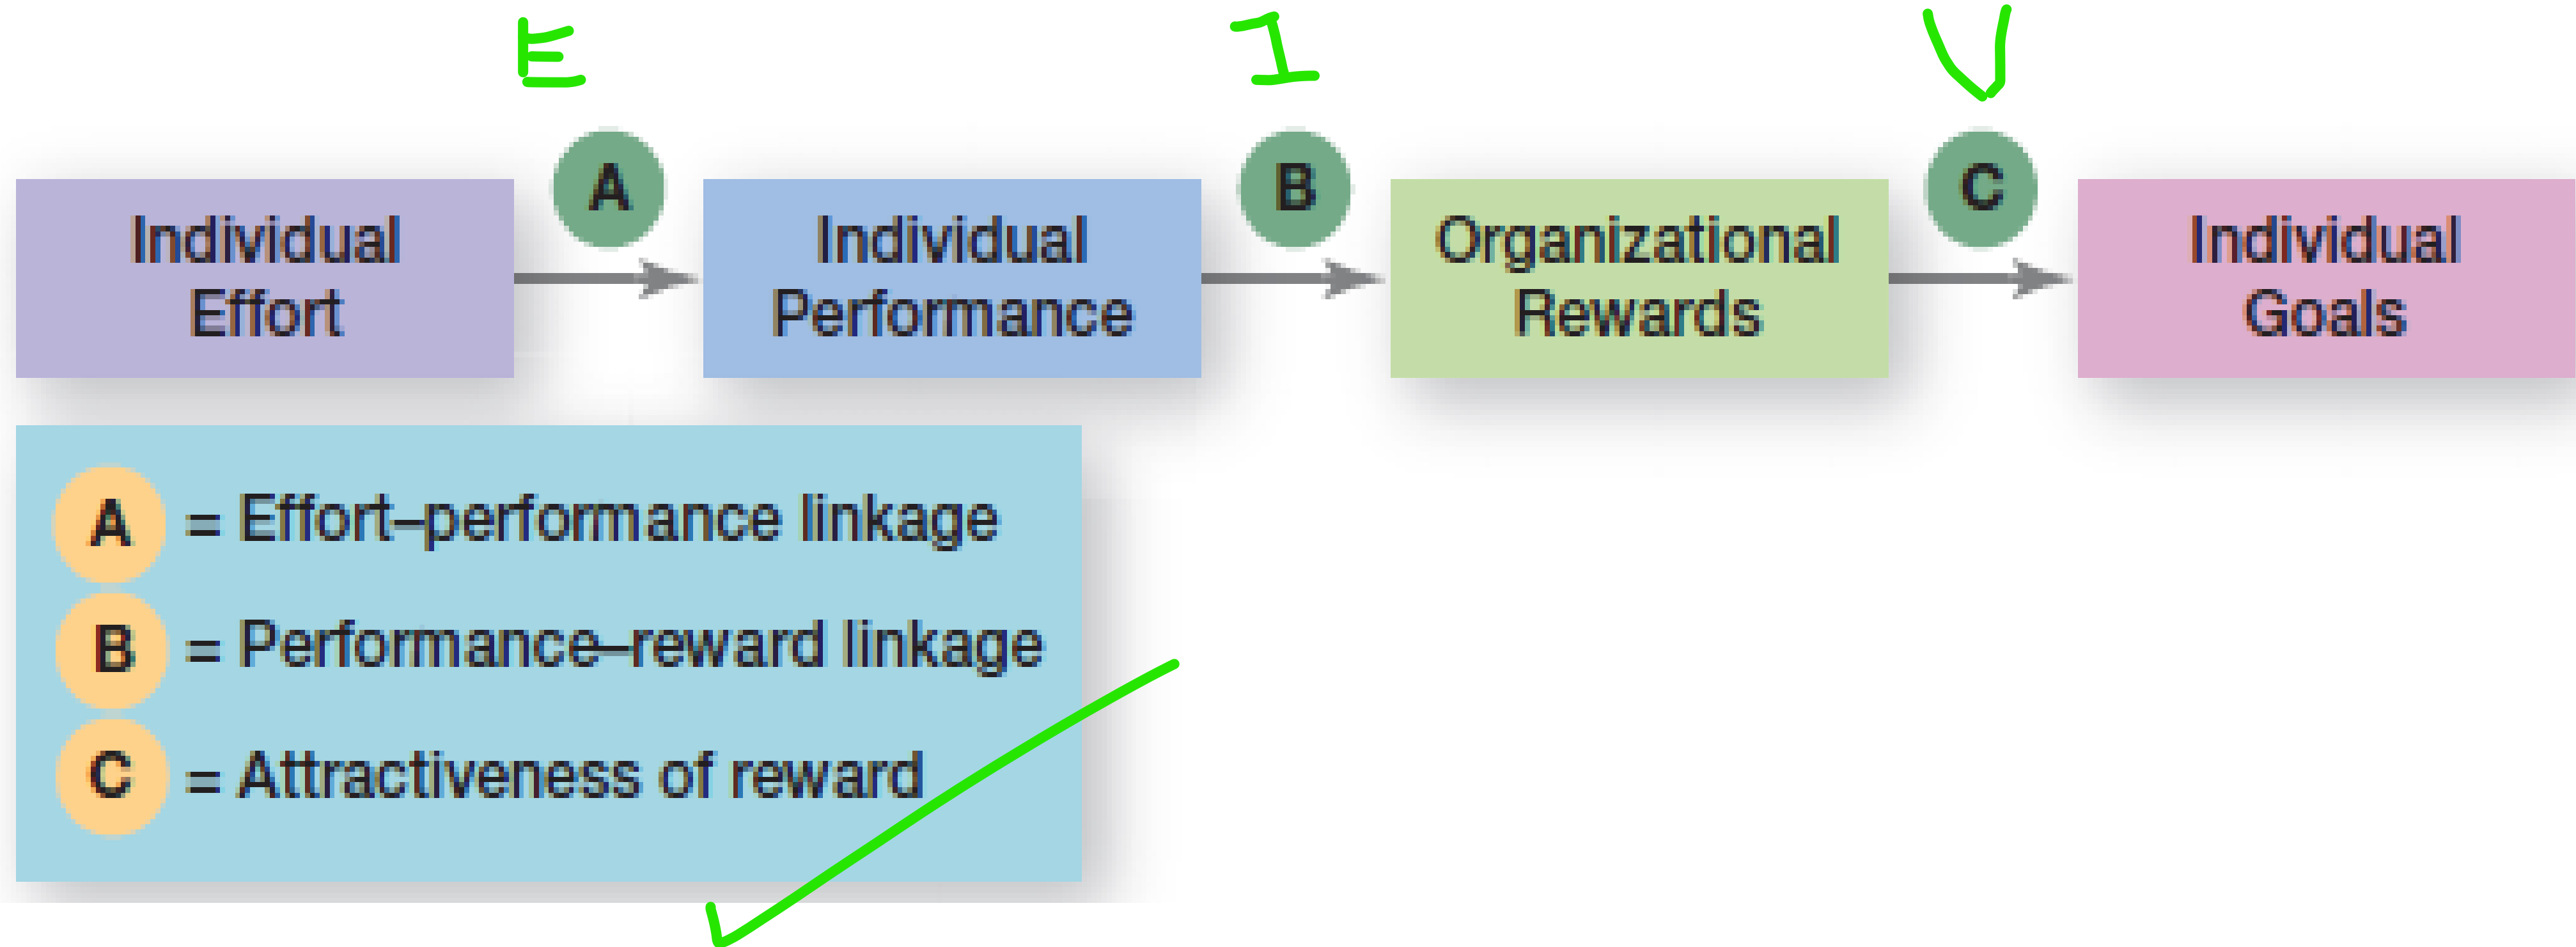 E I V
A B C
Individual Effort
Individual Performance
Organizational Rewards
Individual Goals
A = Effort–performance linkage
B = Performance–reward linkage
C = Attractiveness of reward